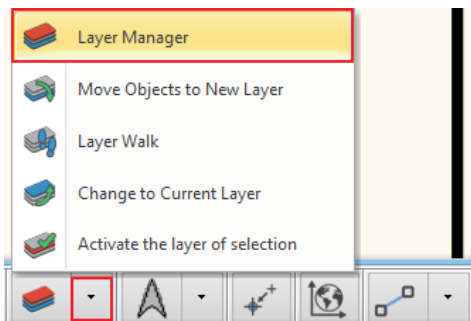 Layer Manager
Move Objects to New Layer
Layer Walk
Change to Current Layer
Activate the layer of selection